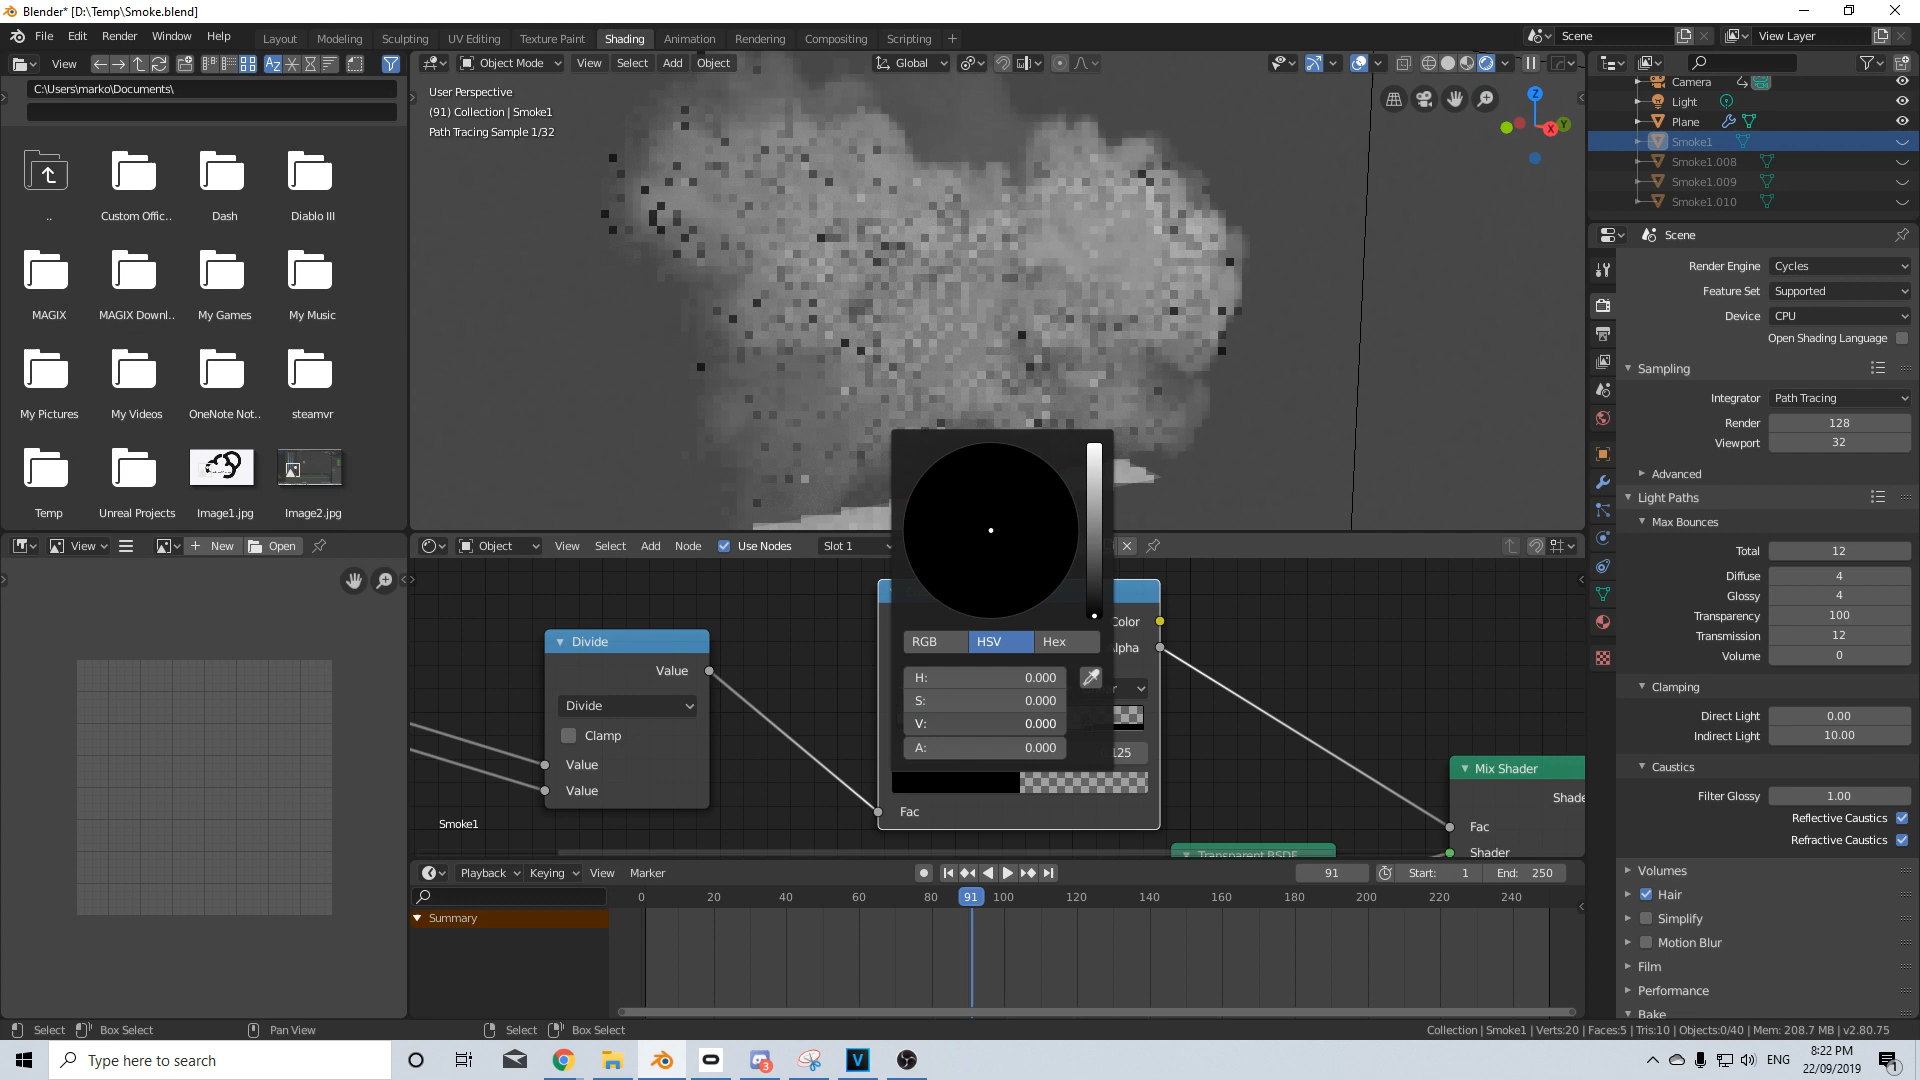 Blender* [D:\Temp\Smoke.blend]
File Edit Render Window Help
Layout Modeling Sculpting UV Editing Texture Paint Shading Animation Rendering Compositing Scripting +
Scene
View Layer
View
Object Mode View Select Add Object
Global
C:\Users\marko\Documents\
User Perspective
(91) Collection | Smoke1
Path Tracing Sample 1/32
..
Custom Offic..
Dash
Diablo III
MAGIX
MAGIX Downl..
My Games
My Music
My Pictures
My Videos
OneNote Not..
steamvr
Temp
Unreal Projects
Image1.jpg
Image2.jpg
Z
X
Y
Camera
Light
Plane
Smoke1
Smoke1.008
Smoke1.009
Smoke1.010
Scene
Render Engine Cycles
Feature Set Supported
Device CPU
Open Shading Language
Sampling
Integrator Path Tracing
Render 128
Viewport 32
Advanced
Light Paths
Max Bounces
Total 12
Diffuse 4
Glossy 4
Transparency 100
Transmission 12
Volume 0
Clamping
Direct Light 0.00
Indirect Light 10.00
Caustics
Filter Glossy 1.00
Reflective Caustics
Refractive Caustics
Volumes
Hair
Simplify
Motion Blur
Film
Performance
Bake
View
+ New
Open
Object View Select Add Node Use Nodes Slot 1
Divide
Value
Divide
Clamp
Value
Value
Smoke1
RGB HSV Hex
H: 0.000
S: 0.000
V: 0.000
A: 0.000
Color
lpha
125
Fac
Mix Shader
Shade
Fac
Shader
Transparent BSDF
Playback Keying View Marker
91
Start: 1
End: 250
0 20 40 60 80 91 100 120 140 160 180 200 220 240
Summary
Select Box Select Pan View Select Box Select
Collection | Smoke1 | Verts:20 | Faces:5 | Tris:10 | Objects:0/40 | Mem: 208.7 MB | v2.80.75
Type here to search
3
V
ENG
8:22 PM
22/09/2019
1